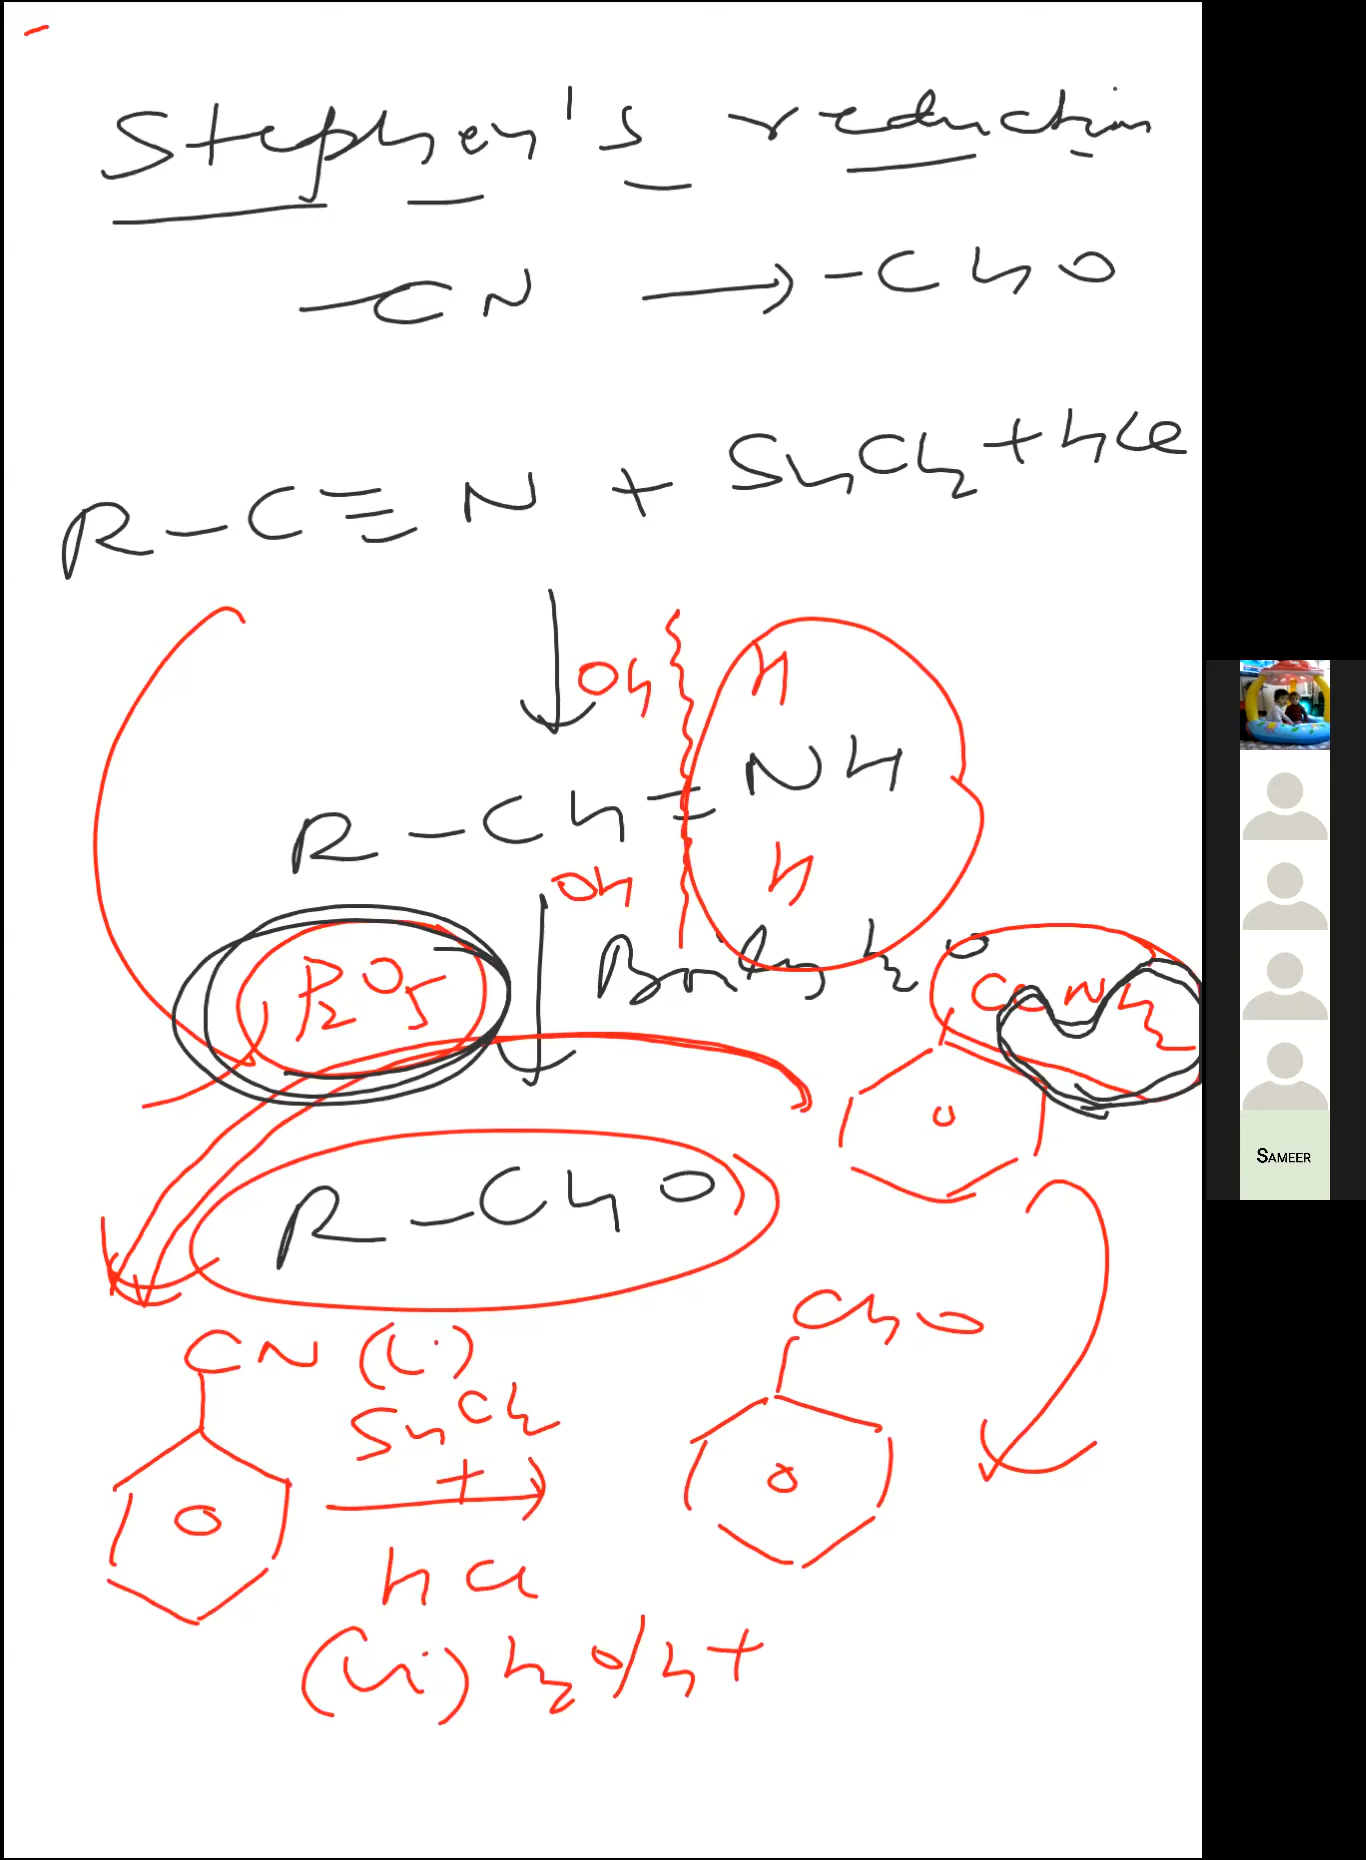 Stephen's reduction
-CN → -CHO
R-C≡N + SnCl2 + HCl
OH
H
R-CH=NH
OH
H
Boiling H2O
P2O5
CONH2
R-CHO
CHO
CN (i)
SnCl2
+
HCl
(ii) H2O/H+
SAMEER